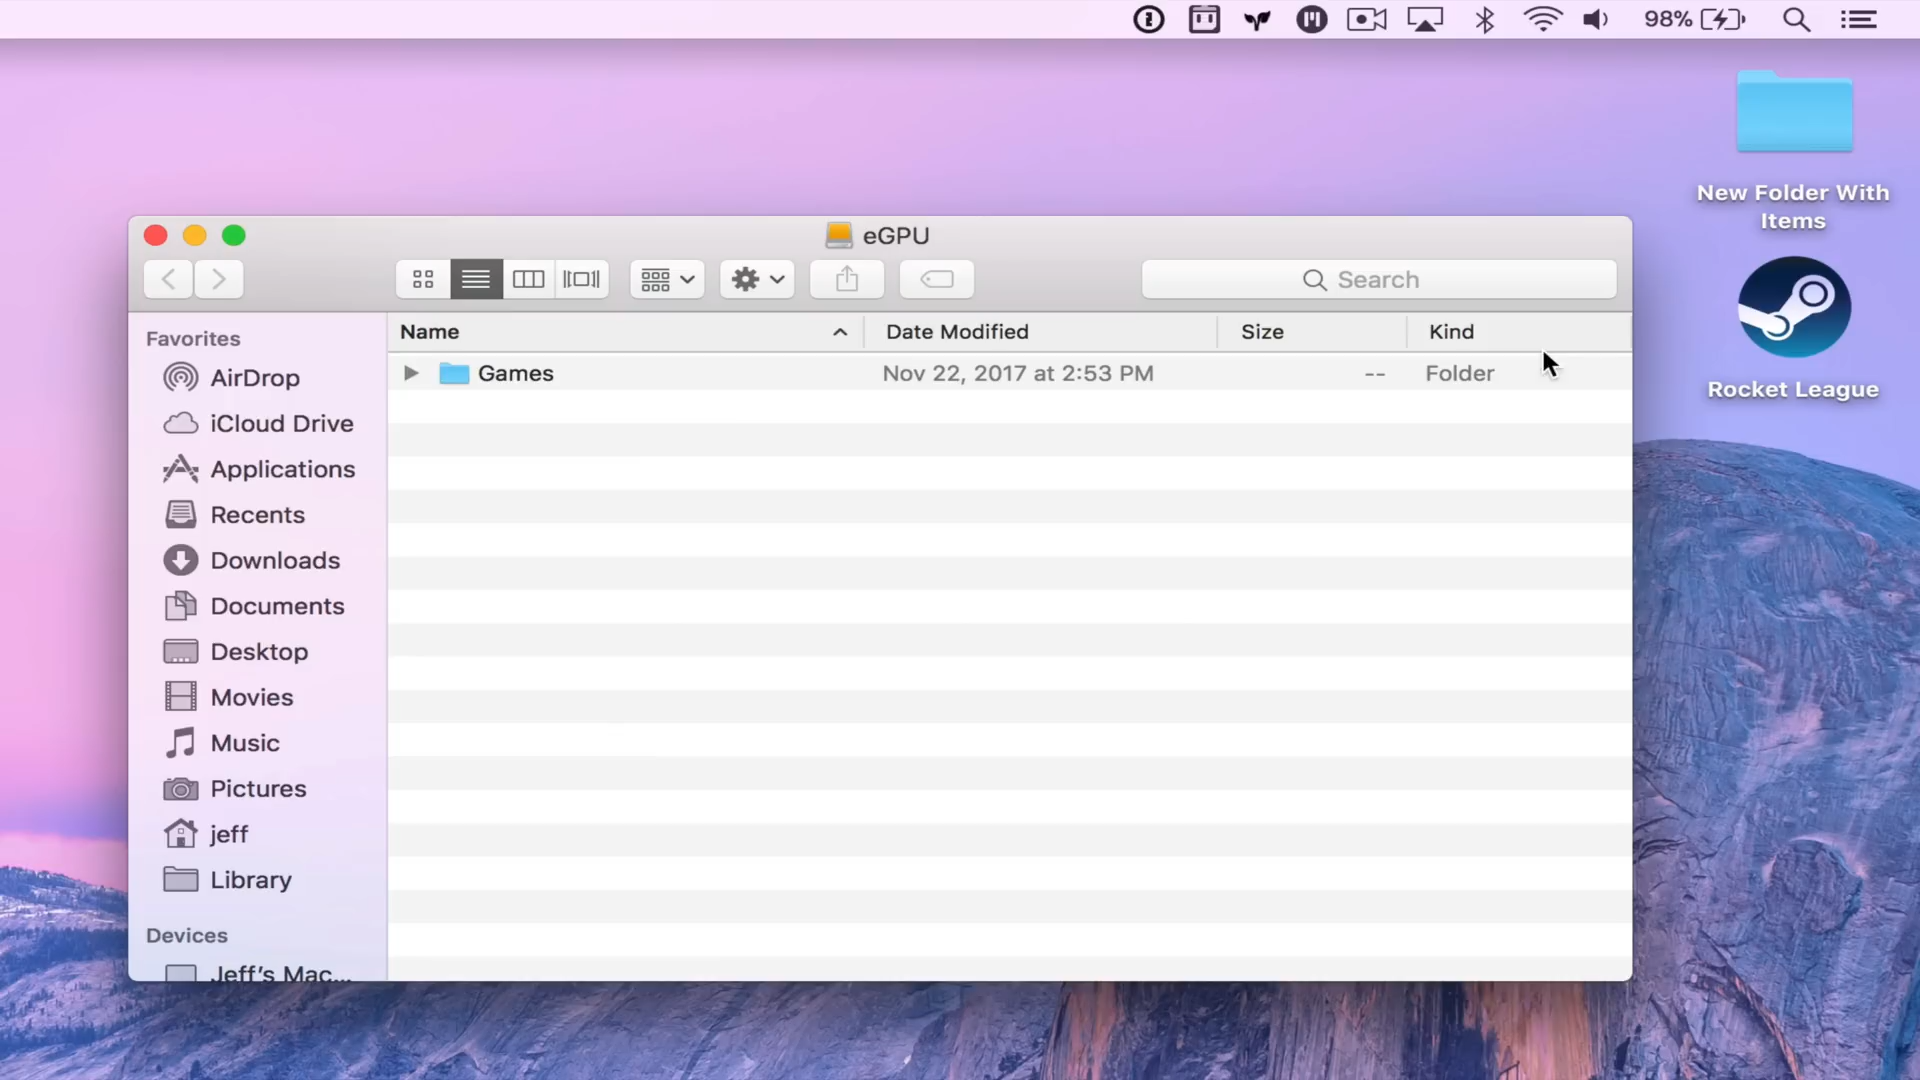 98%
New Folder With
Items
Rocket League
eGPU
Search
Favorites
AirDrop
iCloud Drive
Applications
Recents
Downloads
Documents
Desktop
Movies
Music
Pictures
jeff
Library
Devices
Jeff's Mac...
Name
Date Modified
Size
Kind
Games
Nov 22, 2017 at 2:53 PM
--
Folder